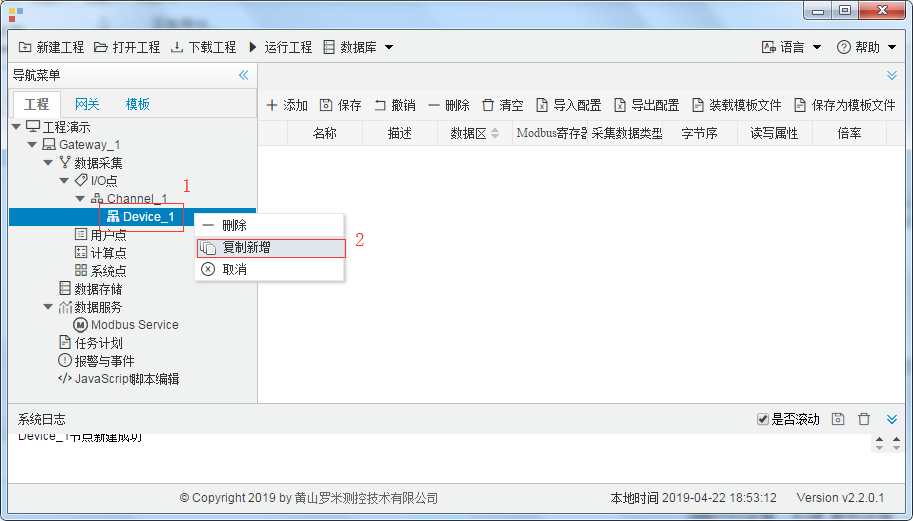 新建工程 打开工程 下载工程 运行工程 数据库 语言 帮助
导航菜单
工程 网关 模板
添加 保存 撤销 删除 清空 导入配置 导出配置 装载模板文件 保存为模板文件
名称 描述 数据区 Modbus寄存 采集数据类型 字节序 读写属性 倍率
工程演示
Gateway_1
数据采集
I/O点
1
Channel_1
Device_1
删除
用户点
复制新增
2
计算点
取消
系统点
数据存储
数据服务
Modbus Service
任务计划
报警与事件
JavaScript脚本编辑
系统日志 是否滚动
Device_1节点新建成功
© Copyright 2019 by 黄山罗米测控技术有限公司 本地时间 2019-04-22 18:53:12 Version v2.2.0.1